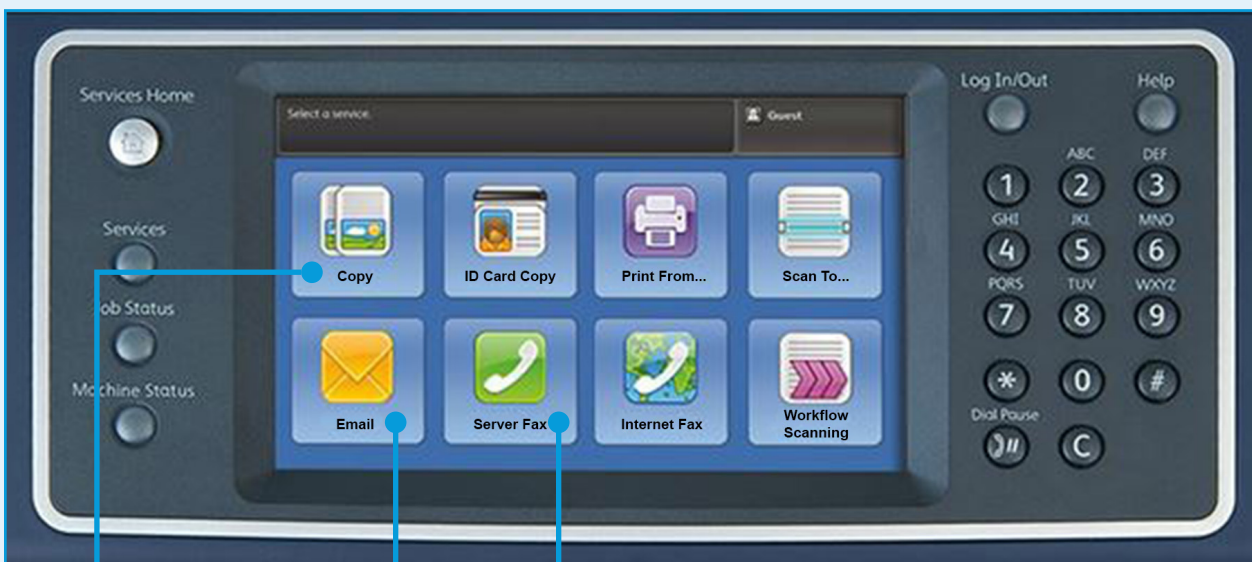 Services Home
Services
Job Status
Machine Status
Select a service.
Guest
Copy
ID Card Copy
Print From...
Scan To...
Email
Server Fax
Internet Fax
Workflow
Scanning
Log In/Out
Help
ABC
DEF
1
2
3
GHI
JKL
MNO
4
5
6
PQRS
TUV
WXYZ
7
8
9
*
0
#
Dial Pause
C